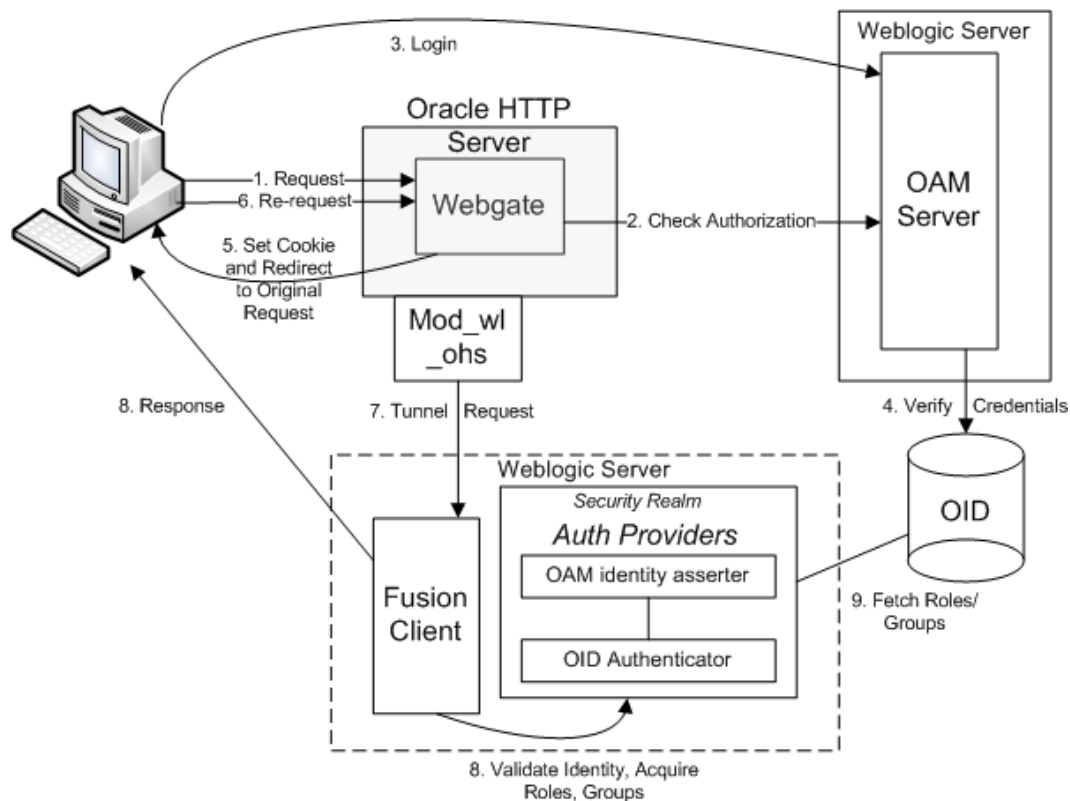 3. Login
Weblogic Server
Oracle HTTP
Server
OAM
Server
1. Request
6. Re-request
Webgate
2. Check Authorization
5. Set Cookie
and Redirect
to Original
Request
Mod_wl
_ohs
8. Response
7. Tunnel Request
4. Verify Credentials
Weblogic Server
Security Realm
Auth Providers
OID
OAM identity asserter
Fusion
Client
9. Fetch Roles/
Groups
OID Authenticator
8. Validate Identity, Acquire
Roles, Groups